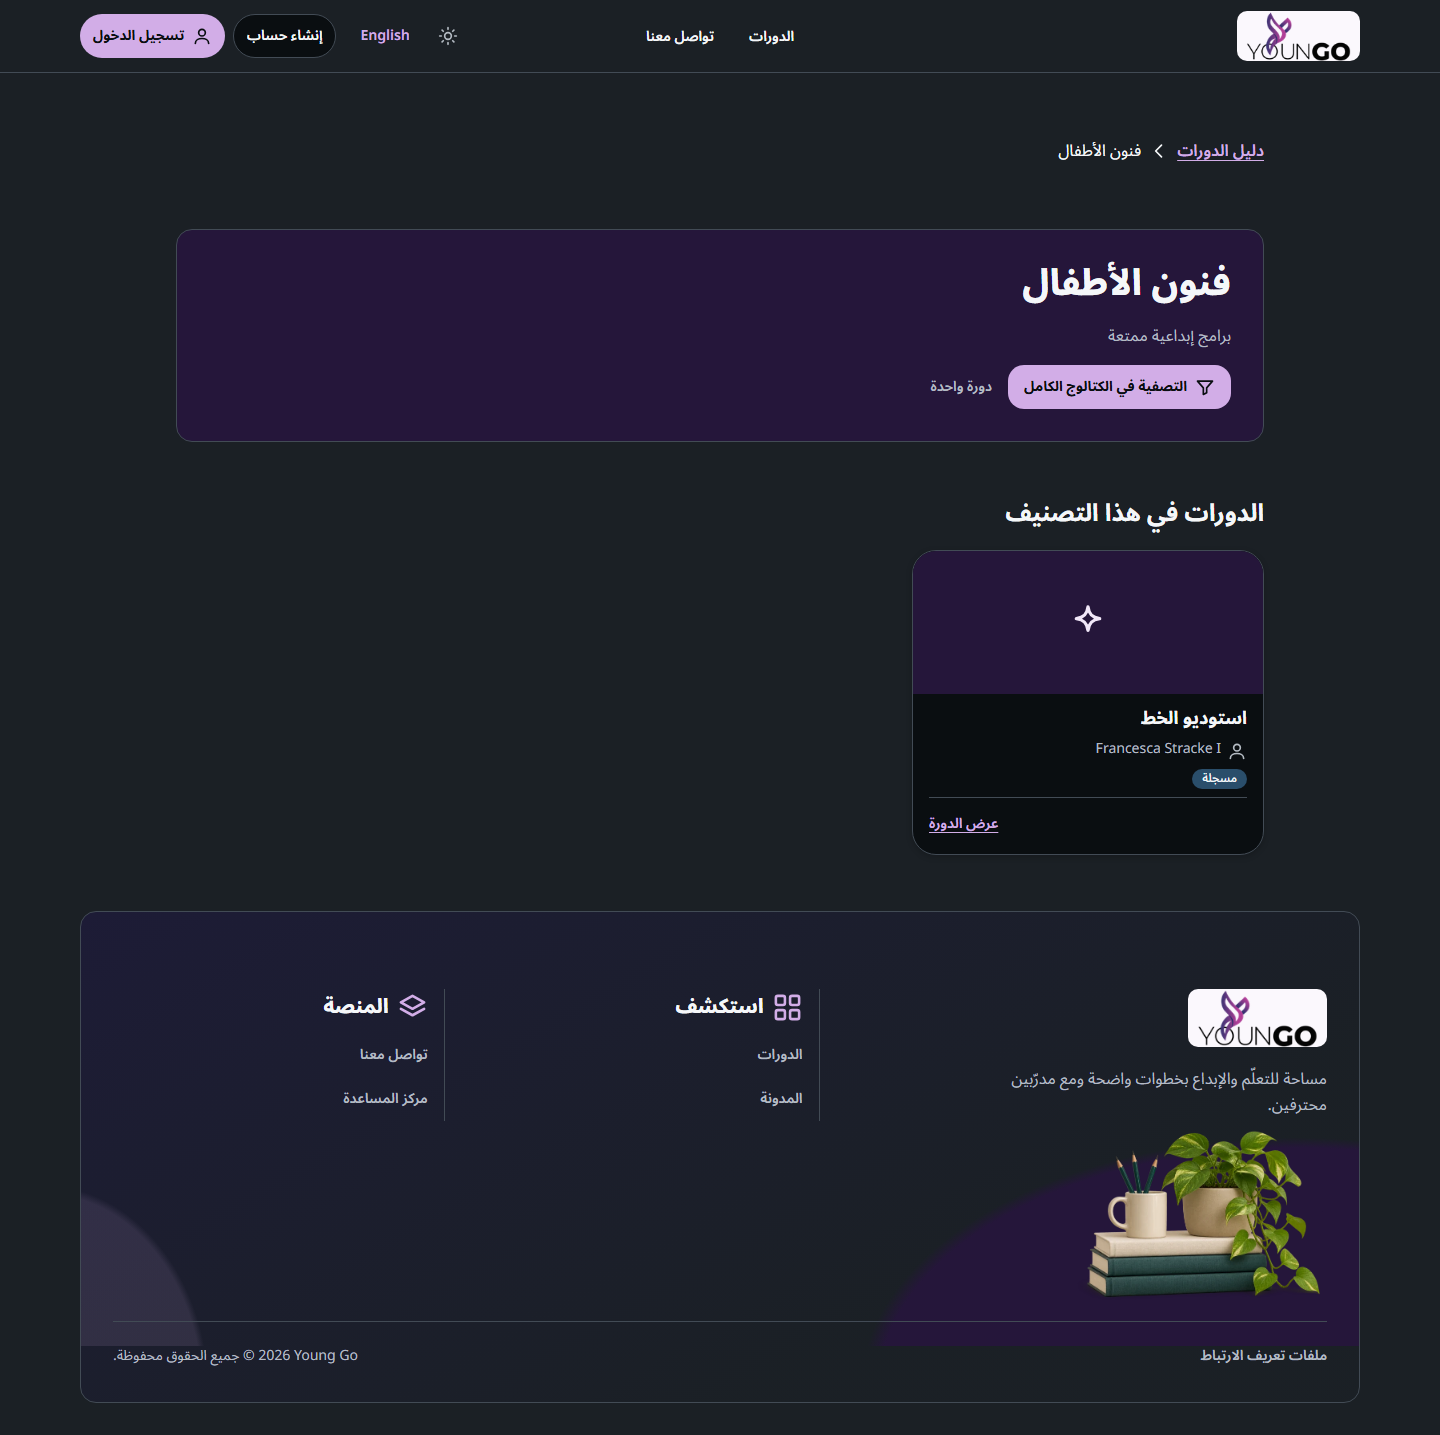 YOUNGO
الدورات
تواصل معنا
English
إنشاء حساب
تسجيل الدخول
دليل الدورات
فنون الأطفال
فنون الأطفال
برامج إبداعية ممتعة
التصفية في الكتالوج الكامل
دورة واحدة
الدورات في هذا التصنيف
استوديو الخط
Francesca Stracke I
مسجلة
عرض الدورة
YOUNGO
مساحة للتعلّم والإبداع بخطوات واضحة ومع مدرّبين
محترفين.
استكشف
الدورات
المدونة
المنصة
تواصل معنا
مركز المساعدة
ملفات تعريف الارتباط
© 2026 Young Go جميع الحقوق محفوظة.